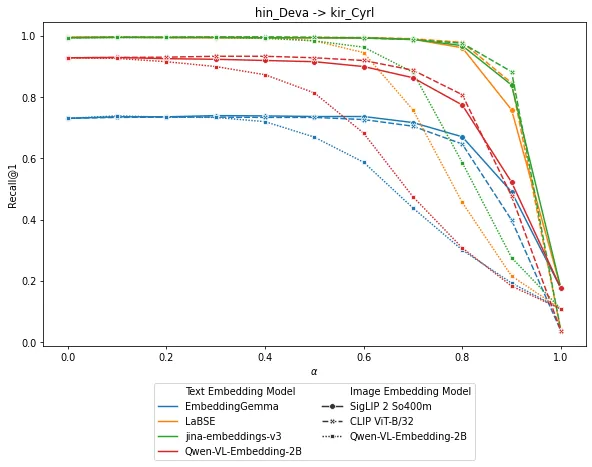 hin_Deva -> kir_Cyrl
Recall@1
1.0
0.8
0.6
0.4
0.2
0.0
0.0 0.2 0.4 0.6 0.8 1.0
α
Text Embedding Model Image Embedding Model
EmbeddingGemma SigLIP 2 So400m
LaBSE CLIP ViT-B/32
jina-embeddings-v3 Qwen-VL-Embedding-2B
Qwen-VL-Embedding-2B